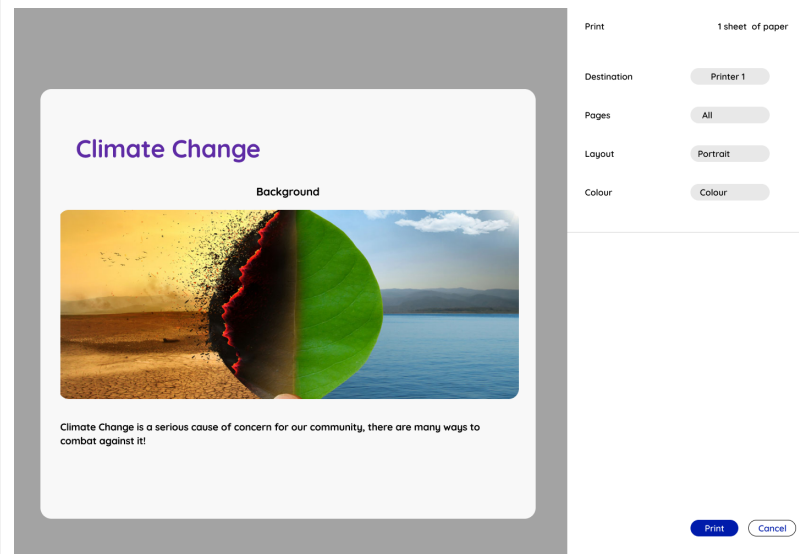 Print 1 sheet of paper
Destination Printer 1
Pages All
Layout Portrait
Colour Colour
Climate Change
Background
Climate Change is a serious cause of concern for our community, there are many ways to
combat against it!
Print Cancel